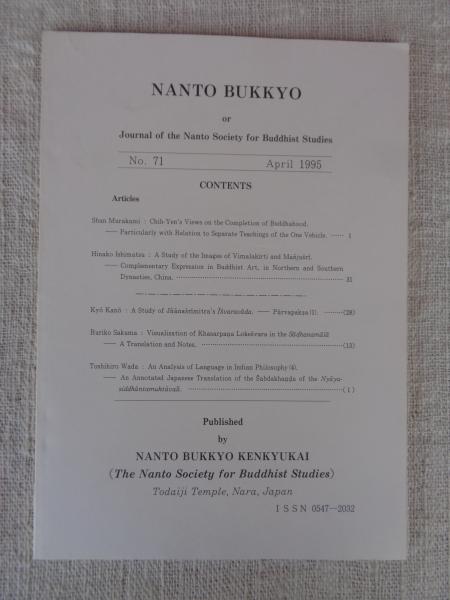 NANTO BUKKYO
or
Journal of the Nanto Society for Buddhist Studies
No. 71 April 1995
CONTENTS
Articles
Shun Murakami : Chih-Yen's Views on the Completion of Buddhahood.
── Particularly with Relation to Separate Teachings of the One Vehicle. …… 1
Hinako Ishimatsu : A Study of the Images of Vimalakīrti and Mañjuśrī.
── Complementary Expression in Buddhist Art, in Northern and Southern
Dynasties, China. …… 31
Kyō Kanō : A Study of Jñānaśrīmitra's Īśvaravāda. ── Pūrvapakṣa (1). ……(28)
Ruriko Sakuma : Visualization of Khasarpaṇa Lokeśvara in the Sādhanamālā
── A Translation and Notes. ……(13)
Toshihiro Wada : An Analysis of Language in Indian Philosophy (4).
── An Annotated Japanese Translation of the Śabdakhaṇḍa of the Nyāya-
siddhāntamuktāvalī. ……( 1 )
Published
by
NANTO BUKKYO KENKYUKAI
(The Nanto Society for Buddhist Studies)
Todaiji Temple, Nara, Japan
ISSN 0547―2032